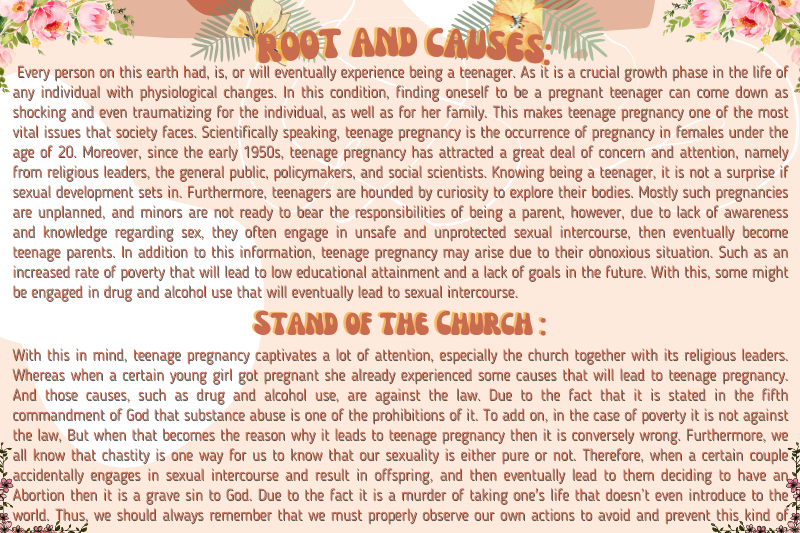 ROOT AND CAUSES:
Every person on this earth had, is, or will eventually experience being a teenager. As it is a crucial growth phase in the life of
any individual with physiological changes. In this condition, finding oneself to be a pregnant teenager can come down as
shocking and even traumatizing for the individual, as well as for her family. This makes teenage pregnancy one of the most
vital issues that society faces. Scientifically speaking, teenage pregnancy is the occurrence of pregnancy in females under the
age of 20. Moreover, since the early 1950s, teenage pregnancy has attracted a great deal of concern and attention, namely
from religious leaders, the general public, policymakers, and social scientists. Knowing being a teenager, it is not a surprise if
sexual development sets in. Furthermore, teenagers are hounded by curiosity to explore their bodies. Mostly such pregnancies
are unplanned, and minors are not ready to bear the responsibilities of being a parent, however, due to lack of awareness
and knowledge regarding sex, they often engage in unsafe and unprotected sexual intercourse, then eventually become
teenage parents. In addition to this information, teenage pregnancy may arise due to their obnoxious situation. Such as an
increased rate of poverty that will lead to low educational attainment and a lack of goals in the future. With this, some might
be engaged in drug and alcohol use that will eventually lead to sexual intercourse.
STAND OF THE CHURCH :
With this in mind, teenage pregnancy captivates a lot of attention, especially the church together with its religious leaders.
Whereas when a certain young girl got pregnant she already experienced some causes that will lead to teenage pregnancy.
And those causes, such as drug and alcohol use, are against the law. Due to the fact that it is stated in the fifth
commandment of God that substance abuse is one of the prohibitions of it. To add on, in the case of poverty it is not against
the law, But when that becomes the reason why it leads to teenage pregnancy then it is conversely wrong. Furthermore, we
all know that chastity is one way for us to know that our sexuality is either pure or not. Therefore, when a certain couple
accidentally engages in sexual intercourse and result in offspring, and then eventually lead to them deciding to have an
Abortion then it is a grave sin to God. Due to the fact it is a murder of taking one's life that doesn't even introduce to the
world. Thus, we should always remember that we must properly observe our own actions to avoid and prevent this kind of